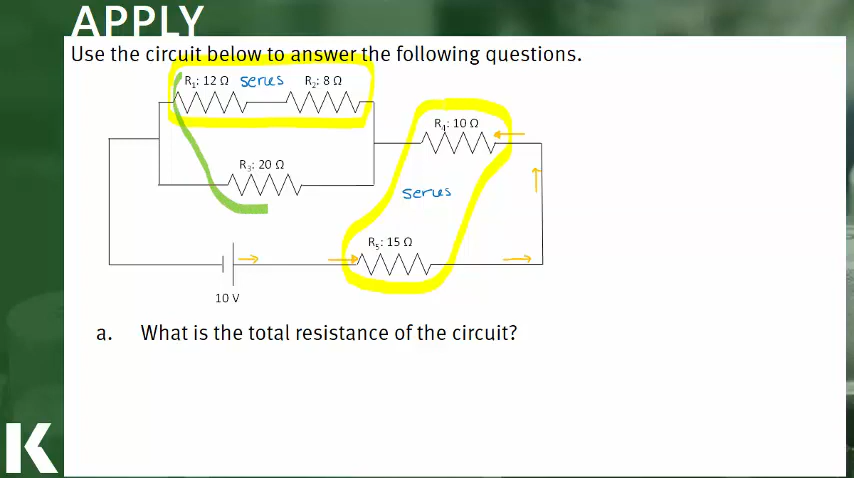 APPLY
Use the circuit below to answer the following questions.
R₁: 12 Ω series R₂: 8 Ω
R₄: 10 Ω
R₃: 20 Ω
series
R₅: 15 Ω
10 V
a. What is the total resistance of the circuit?
K